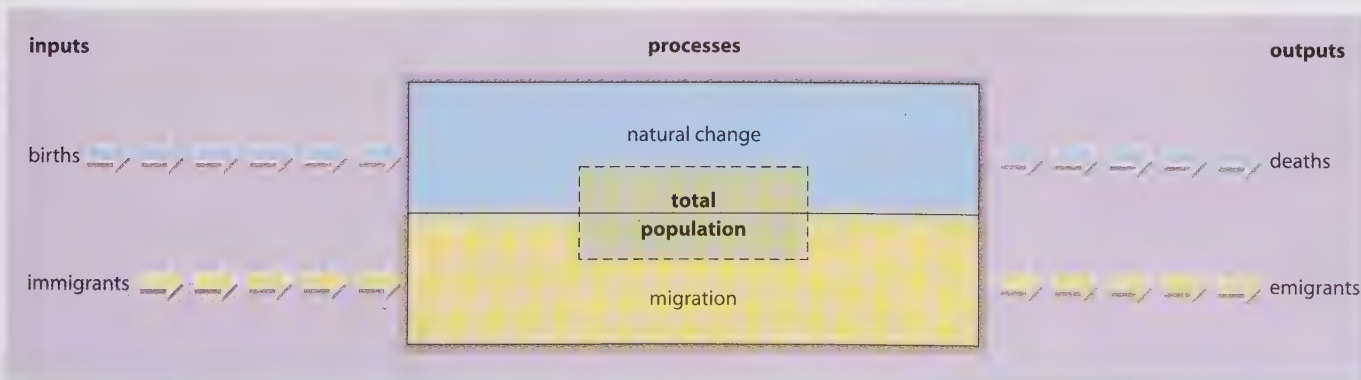 inputs
processes
outputs
natural change
births
deaths
total
population
immigrants
emigrants
migration